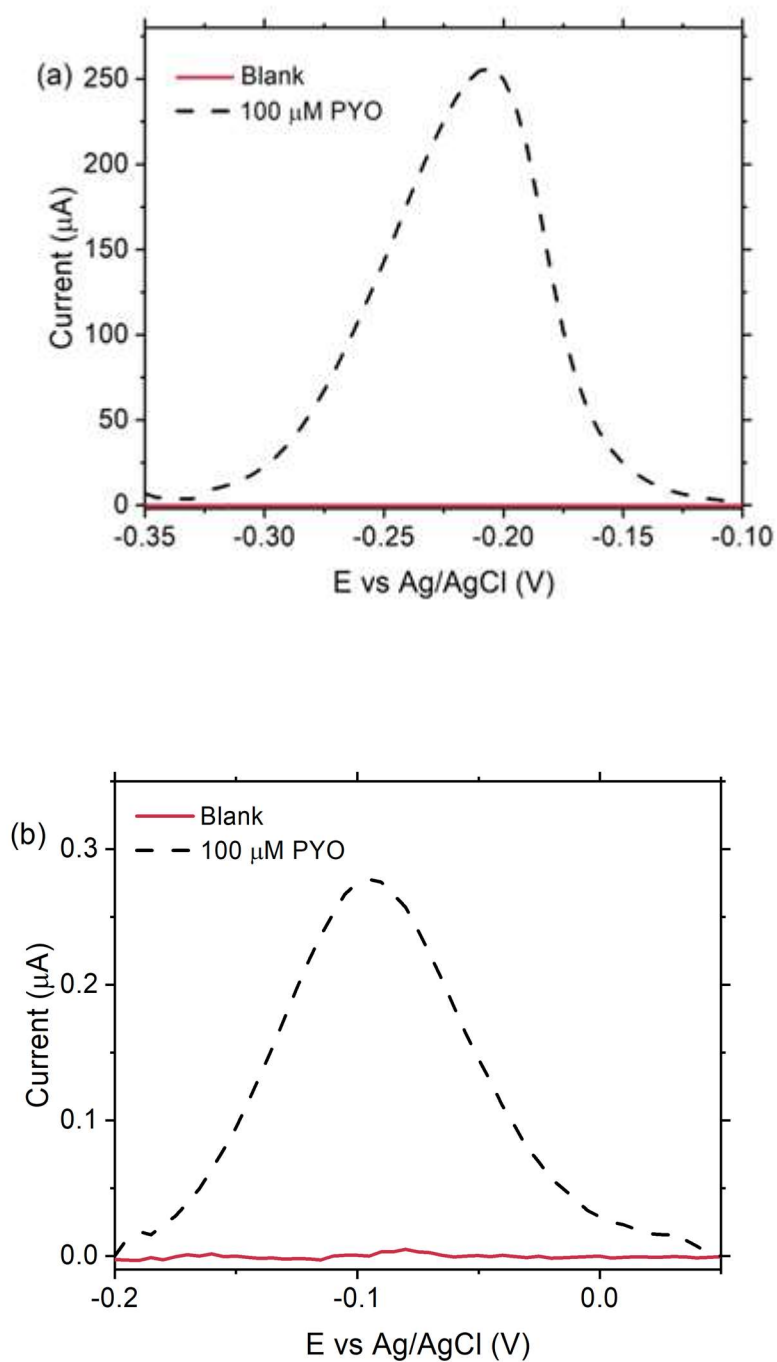 (a)
Blank
100 μM PYO
250
200
150
100
50
0
Current (μA)
-0.35 -0.30 -0.25 -0.20 -0.15 -0.10
E vs Ag/AgCl (V)
(b)
Blank
100 μM PYO
0.3
0.2
0.1
0.0
Current (μA)
-0.2 -0.1 0.0
E vs Ag/AgCl (V)